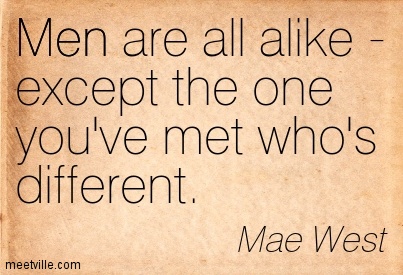 Men are all alike -
except the one
you've met who's
different.
Mae West
meetville.com